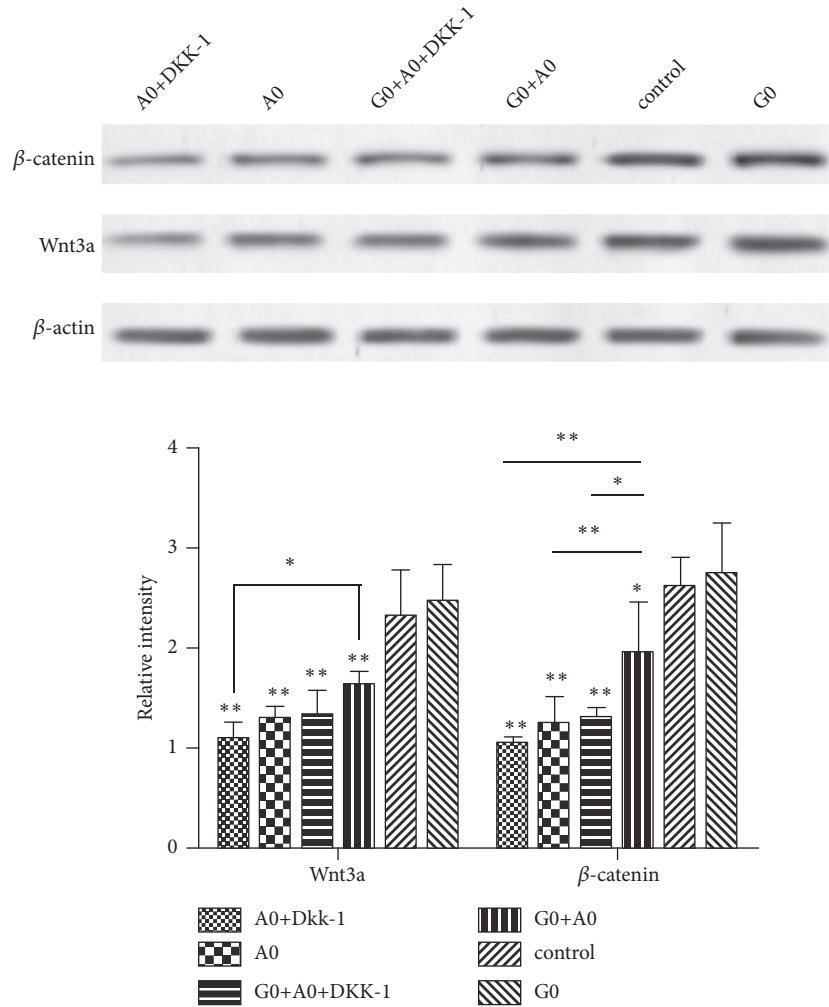 A0+DKK-1 A0 G0+A0+DKK-1 G0+A0 control G0
β-catenin
Wnt3a
β-actin
4
3
2
1
0
Relative intensity
*
**
**
**
**
**
*
**
**
**
**
**
*
Wnt3a β-catenin
A0+Dkk-1 G0+A0
A0 control
G0+A0+DKK-1 G0